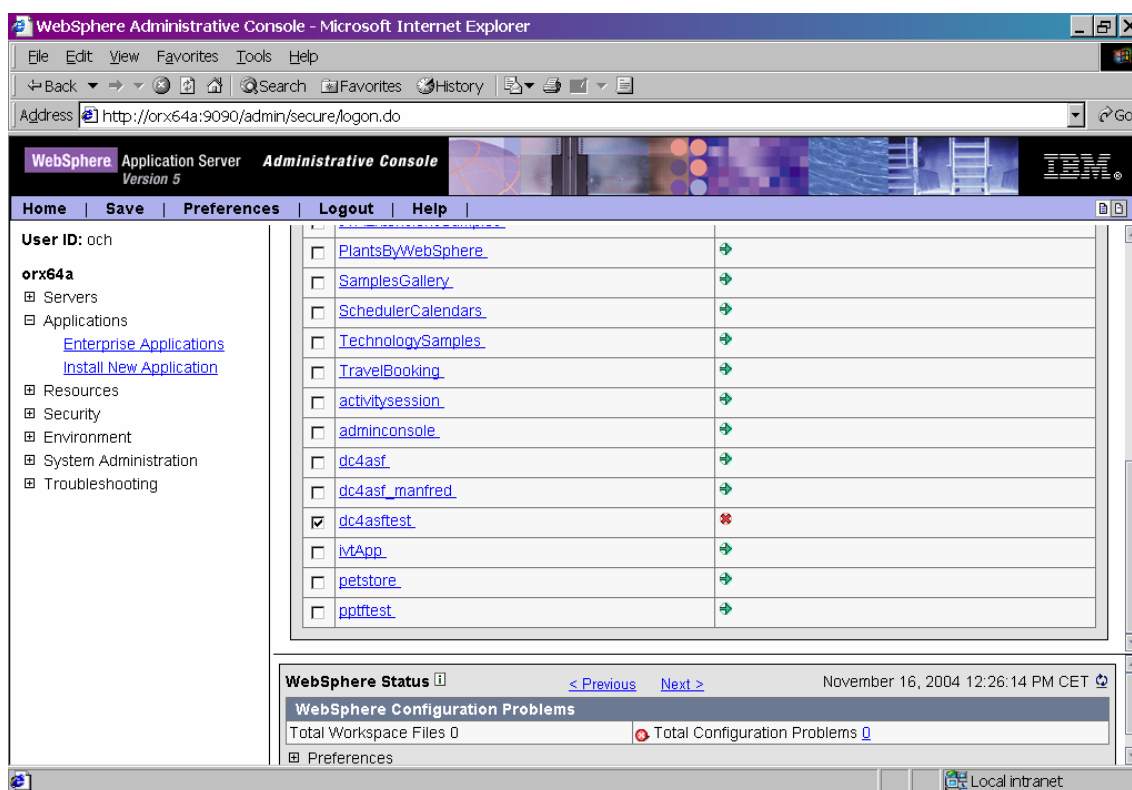 WebSphere Administrative Console - Microsoft Internet Explorer
File Edit View Favorites Tools Help
Back Search Favorites History
Address http://orx64a:9090/admin/secure/logon.do Go
WebSphere Application Server Administrative Console
Version 5
IBM
Home | Save | Preferences | Logout | Help |
User ID: och
orx64a
Servers
Applications
Enterprise Applications
Install New Application
Resources
Security
Environment
System Administration
Troubleshooting
PlantsByWebSphere
SamplesGallery
SchedulerCalendars
TechnologySamples
TravelBooking
activitysession
adminconsole
dc4asf
dc4asf_manfred
dc4asftest
ivtApp
petstore
pptftest
WebSphere Status i < Previous Next > November 16, 2004 12:26:14 PM CET
WebSphere Configuration Problems
Total Workspace Files 0 Total Configuration Problems 0
Preferences
Local intranet